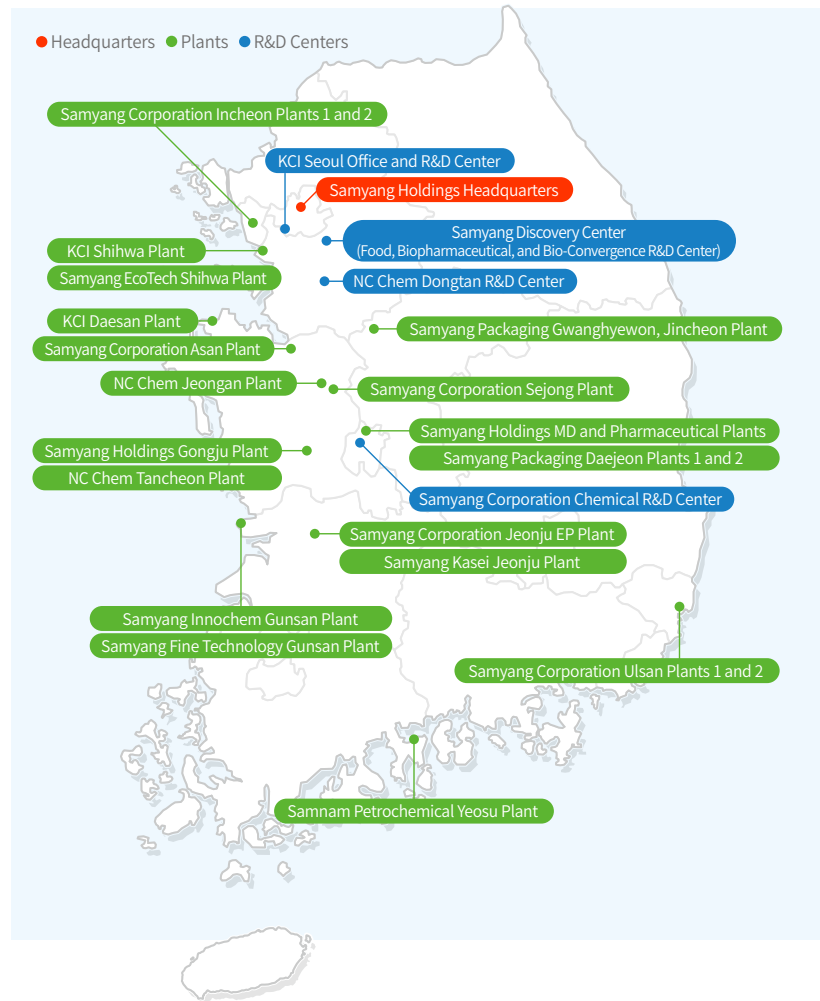 Headquarters Plants R&D Centers
Samyang Corporation Incheon Plants 1 and 2
KCI Seoul Office and R&D Center
Samyang Holdings Headquarters
Samyang Discovery Center
(Food, Biopharmaceutical, and Bio-Convergence R&D Center)
KCI Shihwa Plant
Samyang EcoTech Shihwa Plant
NC Chem Dongtan R&D Center
KCI Daesan Plant
Samyang Packaging Gwanghyewon, Jincheon Plant
Samyang Corporation Asan Plant
NC Chem Jeongan Plant
Samyang Corporation Sejong Plant
Samyang Holdings MD and Pharmaceutical Plants
Samyang Packaging Daejeon Plants 1 and 2
Samyang Holdings Gongju Plant
NC Chem Tancheon Plant
Samyang Corporation Chemical R&D Center
Samyang Corporation Jeonju EP Plant
Samyang Kasei Jeonju Plant
Samyang Innochem Gunsan Plant
Samyang Fine Technology Gunsan Plant
Samyang Corporation Ulsan Plants 1 and 2
Samnam Petrochemical Yeosu Plant